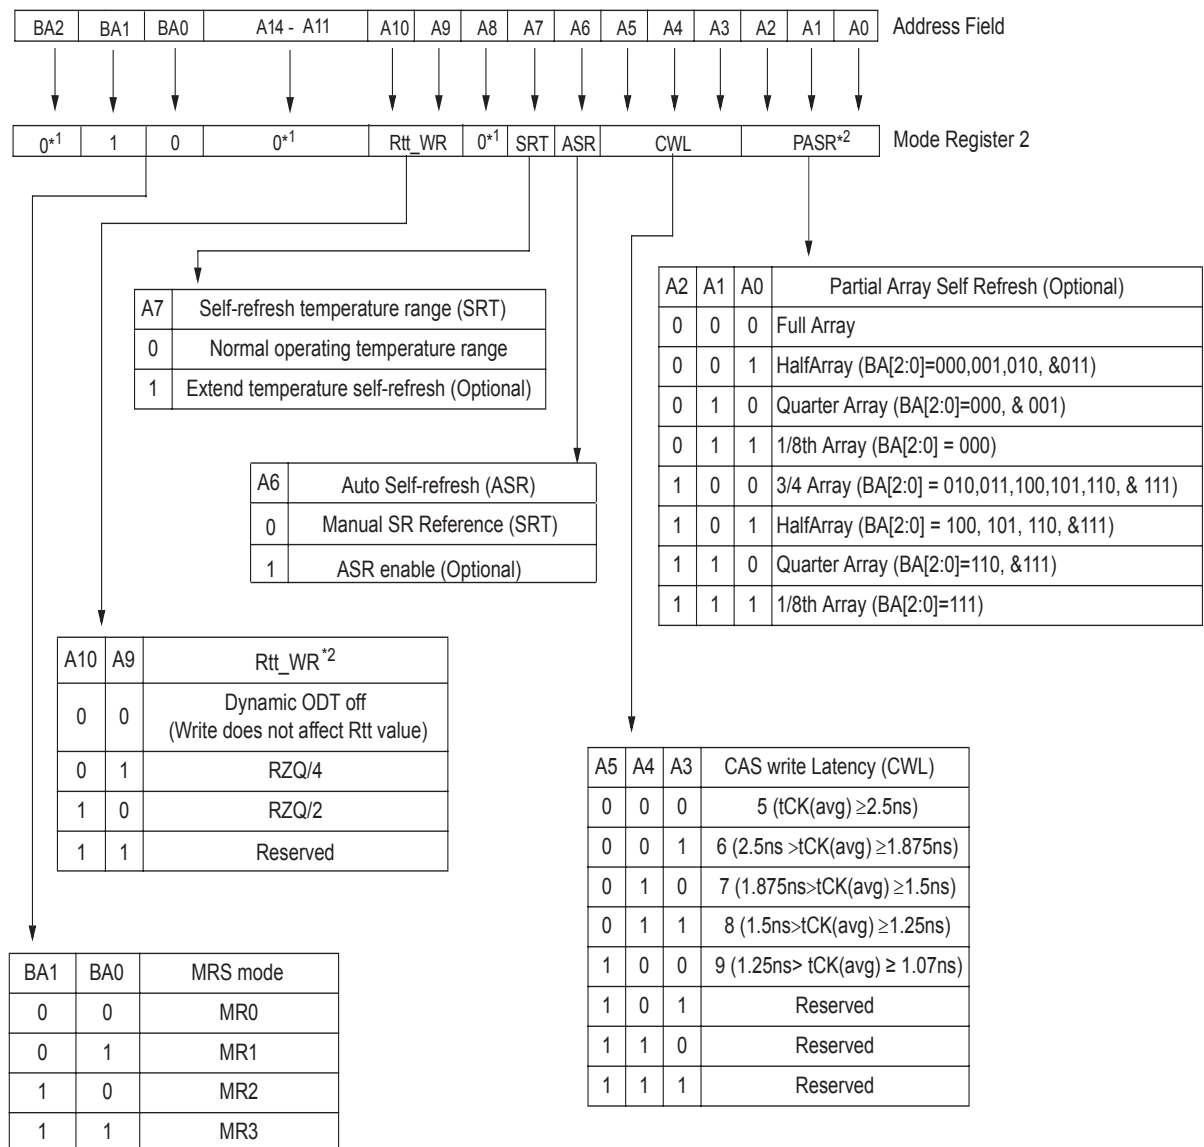 BA2 BA1 BA0 A14 - A11 A10 A9 A8 A7 A6 A5 A4 A3 A2 A1 A0 Address Field
0*1 1 0 0*1 Rtt_WR 0*1 SRT ASR CWL PASR*2 Mode Register 2
A7 Self-refresh temperature range (SRT)
0 Normal operating temperature range
1 Extend temperature self-refresh (Optional)
A2 A1 A0 Partial Array Self Refresh (Optional)
0 0 0 Full Array
0 0 1 HalfArray (BA[2:0]=000,001,010, &011)
0 1 0 Quarter Array (BA[2:0]=000, & 001)
0 1 1 1/8th Array (BA[2:0] = 000)
1 0 0 3/4 Array (BA[2:0] = 010,011,100,101,110, & 111)
1 0 1 HalfArray (BA[2:0] = 100, 101, 110, &111)
1 1 0 Quarter Array (BA[2:0]=110, &111)
1 1 1 1/8th Array (BA[2:0]=111)
A6 Auto Self-refresh (ASR)
0 Manual SR Reference (SRT)
1 ASR enable (Optional)
A10 A9 Rtt_WR*2
0 0 Dynamic ODT off
(Write does not affect Rtt value)
0 1 RZQ/4
1 0 RZQ/2
1 1 Reserved
A5 A4 A3 CAS write Latency (CWL)
0 0 0 5 (tCK(avg) ≥2.5ns)
0 0 1 6 (2.5ns >tCK(avg) ≥1.875ns)
0 1 0 7 (1.875ns>tCK(avg) ≥1.5ns)
0 1 1 8 (1.5ns>tCK(avg) ≥1.25ns)
1 0 0 9 (1.25ns> tCK(avg) ≥ 1.07ns)
1 0 1 Reserved
1 1 0 Reserved
1 1 1 Reserved
BA1 BA0 MRS mode
0 0 MR0
0 1 MR1
1 0 MR2
1 1 MR3